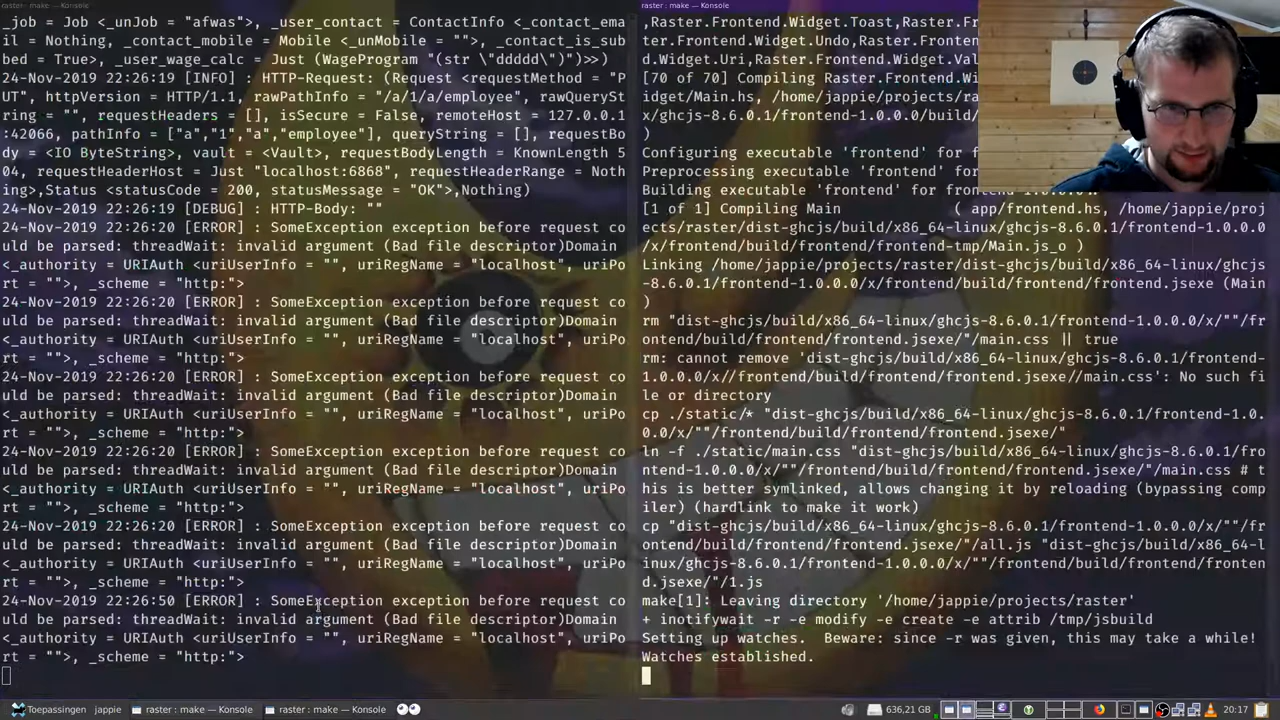 raster : make — Konsole
_job = Job <_unJob = "afwas">, _user_contact = ContactInfo <_contact_ema
il = Nothing, _contact_mobile = Mobile <_unMobile = "">, _contact_is_sub
bed = True>, _user_wage_calc = Just (WageProgram "(str \"ddddd\")>>)
24-Nov-2019 22:26:19 [INFO] : HTTP-Request: (Request <requestMethod = "P
UT", httpVersion = HTTP/1.1, rawPathInfo = "/a/1/a/employee", rawQuerySt
ring = "", requestHeaders = [], isSecure = False, remoteHost = 127.0.0.1
:42066, pathInfo = ["a","1","a","employee"], queryString = [], requestBo
dy = <IO ByteString>, vault = <Vault>, requestBodyLength = KnownLength 5
04, requestHeaderHost = Just "localhost:6868", requestHeaderRange = Noth
ing>,Status <statusCode = 200, statusMessage = "OK">,Nothing)
24-Nov-2019 22:26:19 [DEBUG] : HTTP-Body: ""
24-Nov-2019 22:26:20 [ERROR] : SomeException exception before request co
uld be parsed: threadWait: invalid argument (Bad file descriptor)Domain
<_authority = URIAuth <uriUserInfo = "", uriRegName = "localhost", uriPo
rt = "">, _scheme = "http:">
24-Nov-2019 22:26:20 [ERROR] : SomeException exception before request co
uld be parsed: threadWait: invalid argument (Bad file descriptor)Domain
<_authority = URIAuth <uriUserInfo = "", uriRegName = "localhost", uriPo
rt = "">, _scheme = "http:">
24-Nov-2019 22:26:20 [ERROR] : SomeException exception before request co
uld be parsed: threadWait: invalid argument (Bad file descriptor)Domain
<_authority = URIAuth <uriUserInfo = "", uriRegName = "localhost", uriPo
rt = "">, _scheme = "http:">
24-Nov-2019 22:26:20 [ERROR] : SomeException exception before request co
uld be parsed: threadWait: invalid argument (Bad file descriptor)Domain
<_authority = URIAuth <uriUserInfo = "", uriRegName = "localhost", uriPo
rt = "">, _scheme = "http:">
24-Nov-2019 22:26:20 [ERROR] : SomeException exception before request co
uld be parsed: threadWait: invalid argument (Bad file descriptor)Domain
<_authority = URIAuth <uriUserInfo = "", uriRegName = "localhost", uriPo
rt = "">, _scheme = "http:">
24-Nov-2019 22:26:50 [ERROR] : SomeException exception before request co
uld be parsed: threadWait: invalid argument (Bad file descriptor)Domain
<_authority = URIAuth <uriUserInfo = "", uriRegName = "localhost", uriPo
rt = "">, _scheme = "http:">
raster : make — Konsole
,Raster.Frontend.Widget.Toast,Raster.Fr
ter.Frontend.Widget.Undo,Raster.Fronten
d.Widget.Uri,Raster.Frontend.Widget.Val
[70 of 70] Compiling Raster.Frontend.W
idget/Main.hs, /home/jappie/projects/ra
x/ghcjs-8.6.0.1/frontend-1.0.0.0/build/
)
Configuring executable 'frontend' for f
Preprocessing executable 'frontend' for
Building executable 'frontend' for frontend-1.0.0.0..
[1 of 1] Compiling Main ( app/frontend.hs, /home/jappie/proj
ects/raster/dist-ghcjs/build/x86_64-linux/ghcjs-8.6.0.1/frontend-1.0.0.0
/x/frontend/build/frontend/frontend-tmp/Main.js_o )
Linking /home/jappie/projects/raster/dist-ghcjs/build/x86_64-linux/ghcjs
-8.6.0.1/frontend-1.0.0.0/x/frontend/build/frontend/frontend.jsexe (Main
)
rm "dist-ghcjs/build/x86_64-linux/ghcjs-8.6.0.1/frontend-1.0.0.0/x/""/fr
ontend/build/frontend/frontend.jsexe/"/main.css || true
rm: cannot remove 'dist-ghcjs/build/x86_64-linux/ghcjs-8.6.0.1/frontend-
1.0.0.0/x//frontend/build/frontend/frontend.jsexe//main.css': No such fi
le or directory
cp ./static/* "dist-ghcjs/build/x86_64-linux/ghcjs-8.6.0.1/frontend-1.0.
0.0/x/""/frontend/build/frontend/frontend.jsexe/"
ln -f ./static/main.css "dist-ghcjs/build/x86_64-linux/ghcjs-8.6.0.1/fro
ntend-1.0.0.0/x/""/frontend/build/frontend/frontend.jsexe/"/main.css # t
his is better symlinked, allows changing it by reloading (bypassing comp
iler) (hardlink to make it work)
cp "dist-ghcjs/build/x86_64-linux/ghcjs-8.6.0.1/frontend-1.0.0.0/x/""/fr
ontend/build/frontend/frontend.jsexe/"/all.js "dist-ghcjs/build/x86_64-l
inux/ghcjs-8.6.0.1/frontend-1.0.0.0/x/""/frontend/build/frontend/fronten
d.jsexe/"/1.js
make[1]: Leaving directory '/home/jappie/projects/raster'
+ inotifywait -r -e modify -e create -e attrib /tmp/jsbuild
Setting up watches. Beware: since -r was given, this may take a while!
Watches established.
Toepassingen jappie raster : make — Konsole raster : make — Konsole 636,21 GB 20:17